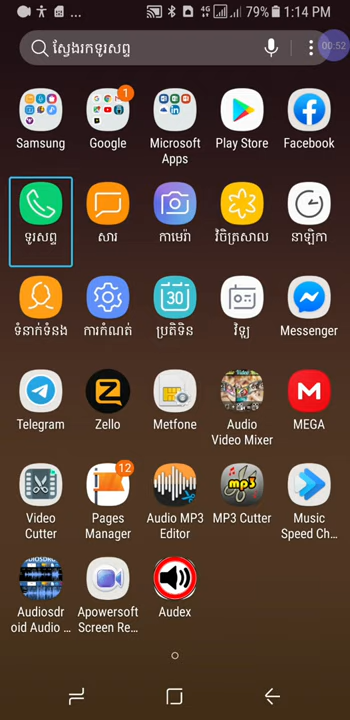 ... 4G 79% 1:14 PM
ស្វែងរកទូរសព្ទ
00:52
1
Samsung Google Microsoft Apps Play Store Facebook
ទូរសព្ទ សារ កាមេរ៉ា វិចិត្រសាល នាឡិកា
30
ទំនាក់ទំនង ការកំណត់ ប្រតិទិន វិទ្យុ Messenger
Telegram Zello Metfone Audio Video Mixer MEGA
12
mp3
Video Cutter Pages Manager Audio MP3 Editor MP3 Cutter Music Speed Ch...
AUDIOSDR
Audiosdr oid Audio ... Apowersoft Screen Re... Audex